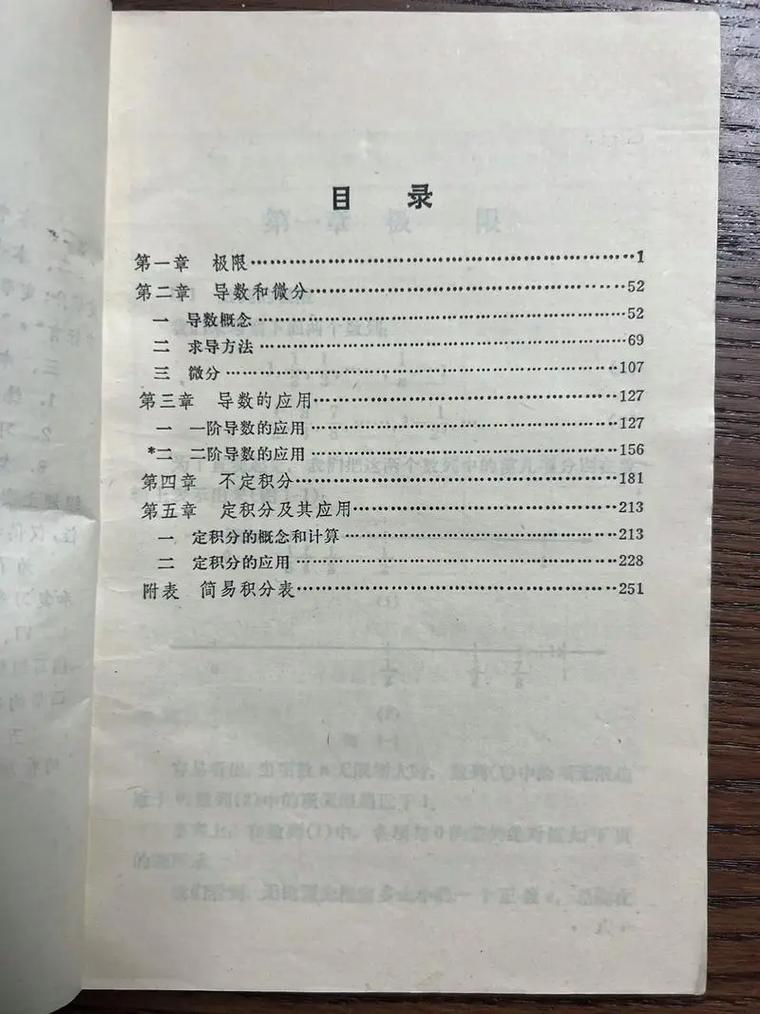 目 录
第一章 极限……1
第二章 导数和微分……52
一 导数概念……52
二 求导方法……69
三 微分……107
第三章 导数的应用……127
一 一阶导数的应用……127
*二 二阶导数的应用……156
第四章 不定积分……181
第五章 定积分及其应用……213
一 定积分的概念和计算……213
二 定积分的应用……228
附表 简易积分表……251